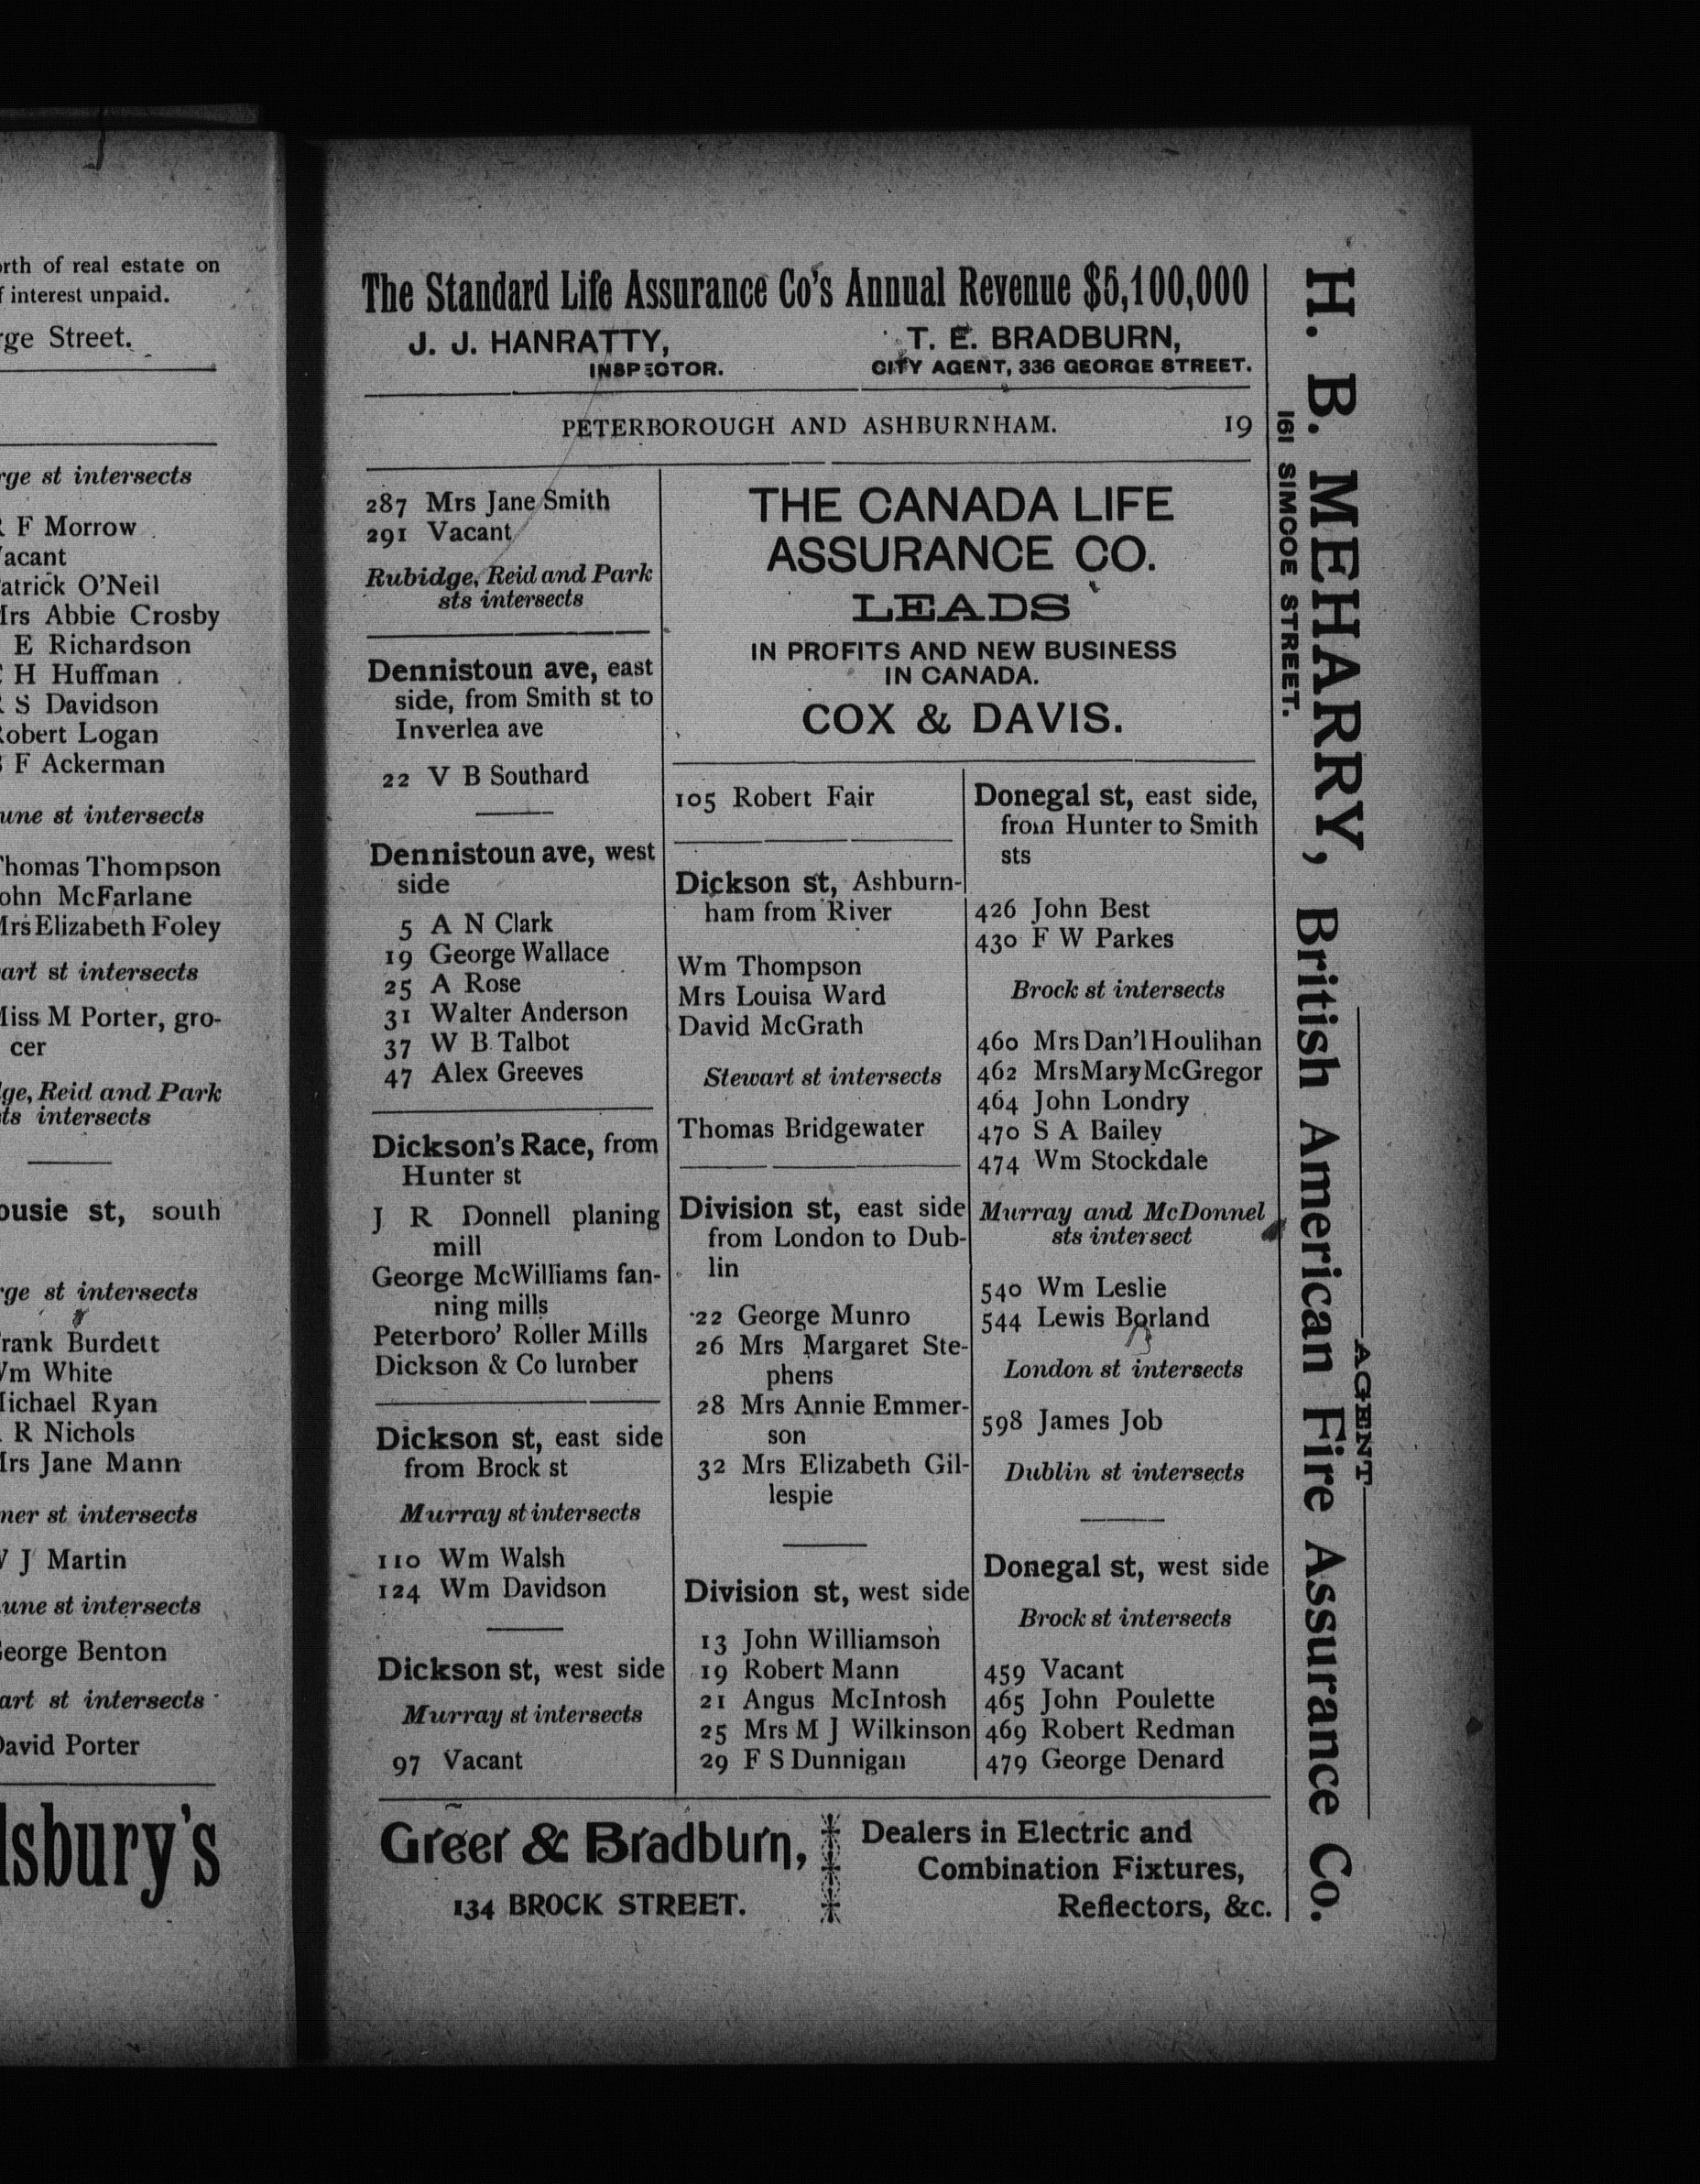 orth of real estate on
f interest unpaid.
rge Street.
rge st intersects
R F Morrow
acant
atrick O'Neil
Mrs Abbie Crosby
E Richardson
H Huffman
S Davidson
Robert Logan
F Ackerman
une st intersects
Thomas Thompson
ohn McFarlane
Mrs Elizabeth Foley
art st intersects
Miss M Porter, gro-
cer
ge, Reid and Park
sts intersects
ousie st, south
rge st intersects
rank Burdett
Wm White
Michael Ryan
R Nichols
Mrs Jane Mann
ner st intersects
J Martin
une st intersects
George Benton
art st intersects
David Porter
lsbury's
The Standard Life Assurance Co's Annual Revenue $5,100,000
J. J. HANRATTY,
INSPECTOR.
T. E. BRADBURN,
CITY AGENT, 336 GEORGE STREET.
PETERBOROUGH AND ASHBURNHAM. 19
287 Mrs Jane Smith
291 Vacant
Rubidge, Reid and Park
sts intersects
Dennistoun ave, east
side, from Smith st to
Inverlea ave
22 V B Southard
Dennistoun ave, west
side
5 A N Clark
19 George Wallace
25 A Rose
31 Walter Anderson
37 W B Talbot
47 Alex Greeves
Dickson's Race, from
Hunter st
J R Donnell planing
mill
George McWilliams fan-
ning mills
Peterboro' Roller Mills
Dickson & Co lumber
Dickson st, east side
from Brock st
Murray st intersects
110 Wm Walsh
124 Wm Davidson
Dickson st, west side
Murray st intersects
97 Vacant
THE CANADA LIFE
ASSURANCE CO.
LEADS
IN PROFITS AND NEW BUSINESS
IN CANADA.
COX & DAVIS.
105 Robert Fair
Dickson st, Ashburn-
ham from River
Wm Thompson
Mrs Louisa Ward
David McGrath
Stewart st intersects
Thomas Bridgewater
Division st, east side
from London to Dub-
lin
22 George Munro
26 Mrs Margaret Ste-
phens
28 Mrs Annie Emmer-
son
32 Mrs Elizabeth Gil-
lespie
Division st, west side
13 John Williamson
19 Robert Mann
21 Angus McIntosh
25 Mrs M J Wilkinson
29 F S Dunnigan
Donegal st, east side,
from Hunter to Smith
sts
426 John Best
430 F W Parkes
Brock st intersects
460 Mrs Dan'l Houlihan
462 Mrs Mary McGregor
464 John Londry
470 S A Bailey
474 Wm Stockdale
Murray and McDonnel
sts intersect
540 Wm Leslie
544 Lewis Borland
London st intersects
598 James Job
Dublin st intersects
Donegal st, west side
Brock st intersects
459 Vacant
465 John Poulette
469 Robert Redman
479 George Denard
Greer & Bradburn,
134 BROCK STREET.
Dealers in Electric and
Combination Fixtures,
Reflectors, &c.
H. B. MEHARRY, British American Fire Assurance Co.
161 SIMCOE STREET.
AGENT